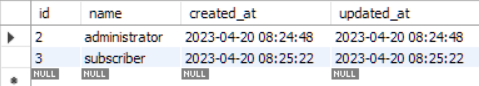 id name created_at updated_at
2 administrator 2023-04-20 08:24:48 2023-04-20 08:24:48
3 subscriber 2023-04-20 08:25:22 2023-04-20 08:25:22
NULL NULL NULL NULL